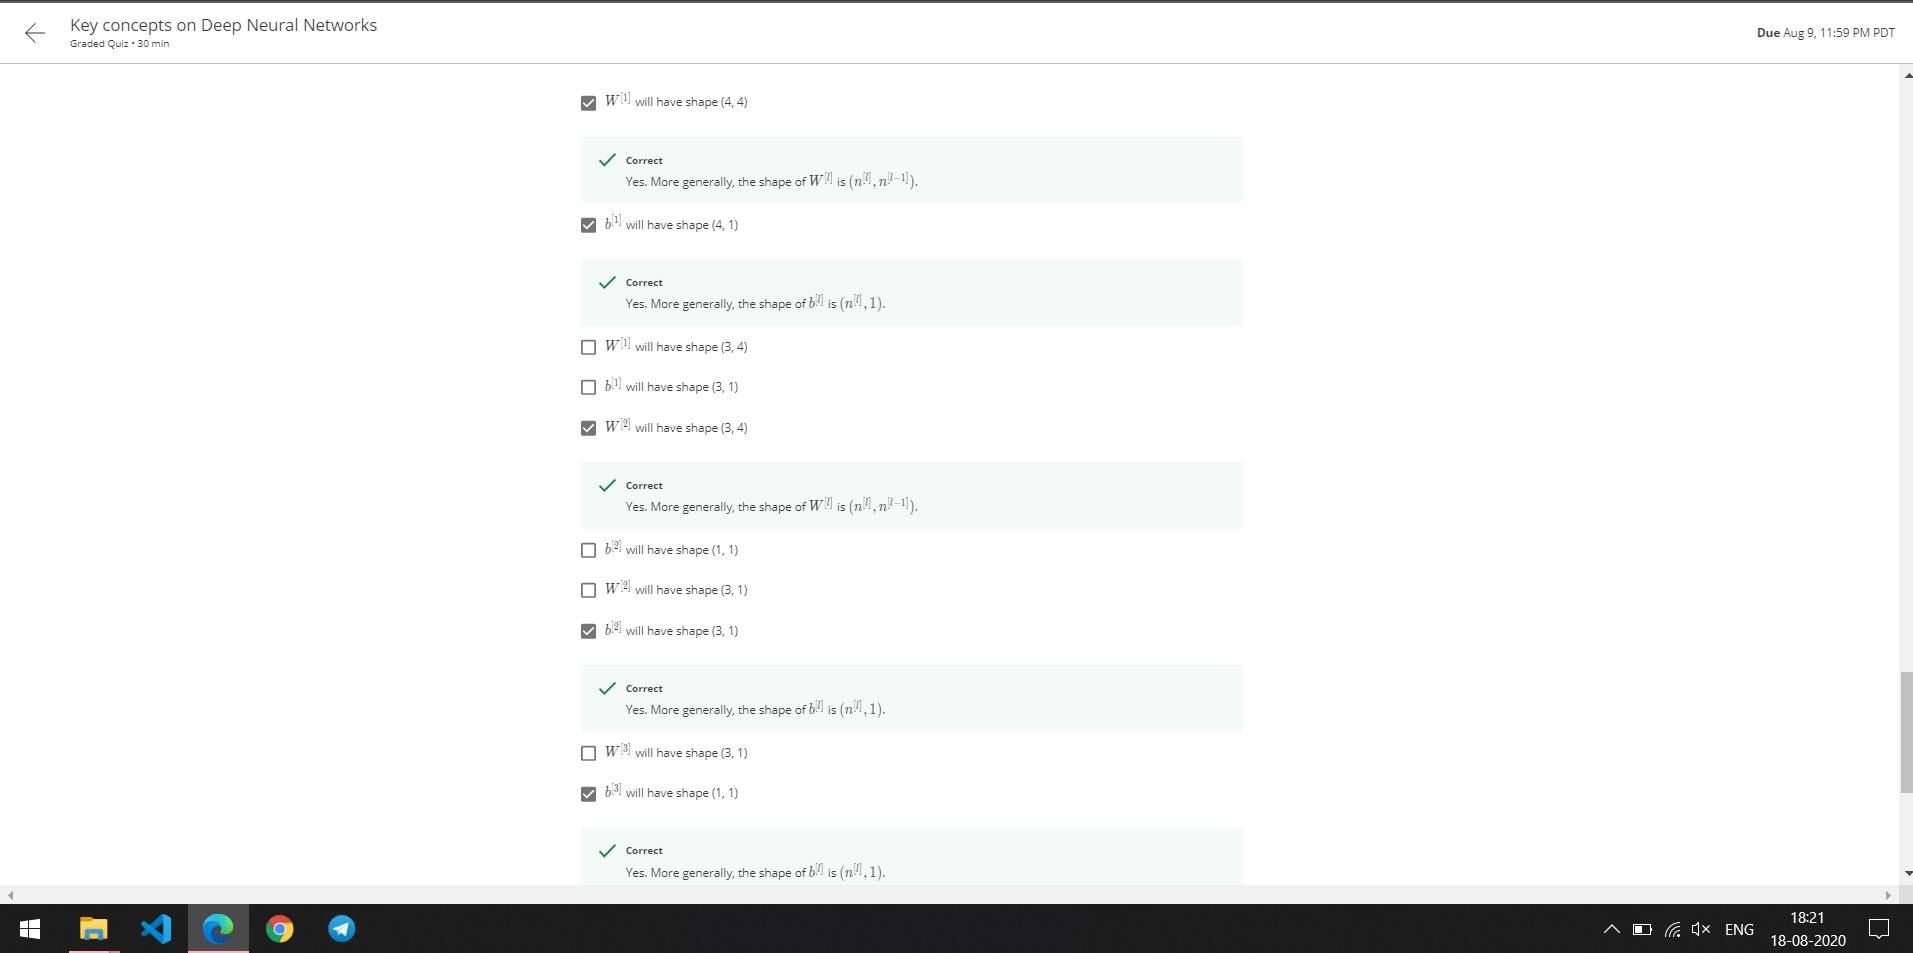 Key concepts on Deep Neural Networks
Graded Quiz • 30 min
Due Aug 9, 11:59 PM PDT
W^[1] will have shape (4, 4)
Correct
Yes. More generally, the shape of W^[l] is (n^[l], n^[l−1]).
b^[1] will have shape (4, 1)
Correct
Yes. More generally, the shape of b^[l] is (n^[l], 1).
W^[1] will have shape (3, 4)
b^[1] will have shape (3, 1)
W^[2] will have shape (3, 4)
Correct
Yes. More generally, the shape of W^[l] is (n^[l], n^[l−1]).
b^[2] will have shape (1, 1)
W^[2] will have shape (3, 1)
b^[2] will have shape (3, 1)
Correct
Yes. More generally, the shape of b^[l] is (n^[l], 1).
W^[3] will have shape (3, 1)
b^[3] will have shape (1, 1)
Correct
Yes. More generally, the shape of b^[l] is (n^[l], 1).
ENG
18:21
18-08-2020